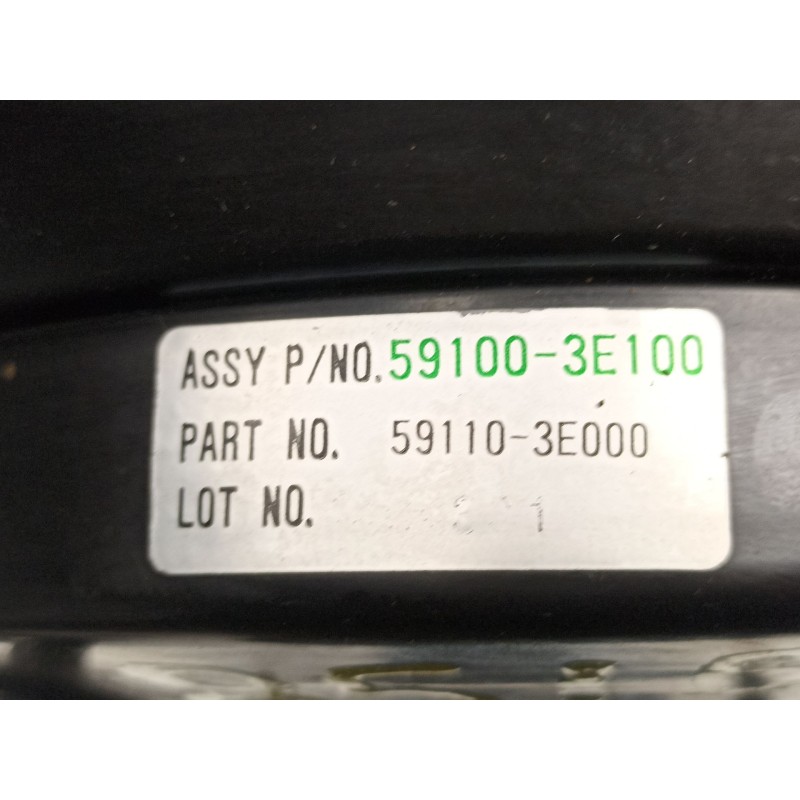 ASSY P/NO. 59100-3E100
PART NO. 59110-3E000
LOT NO.